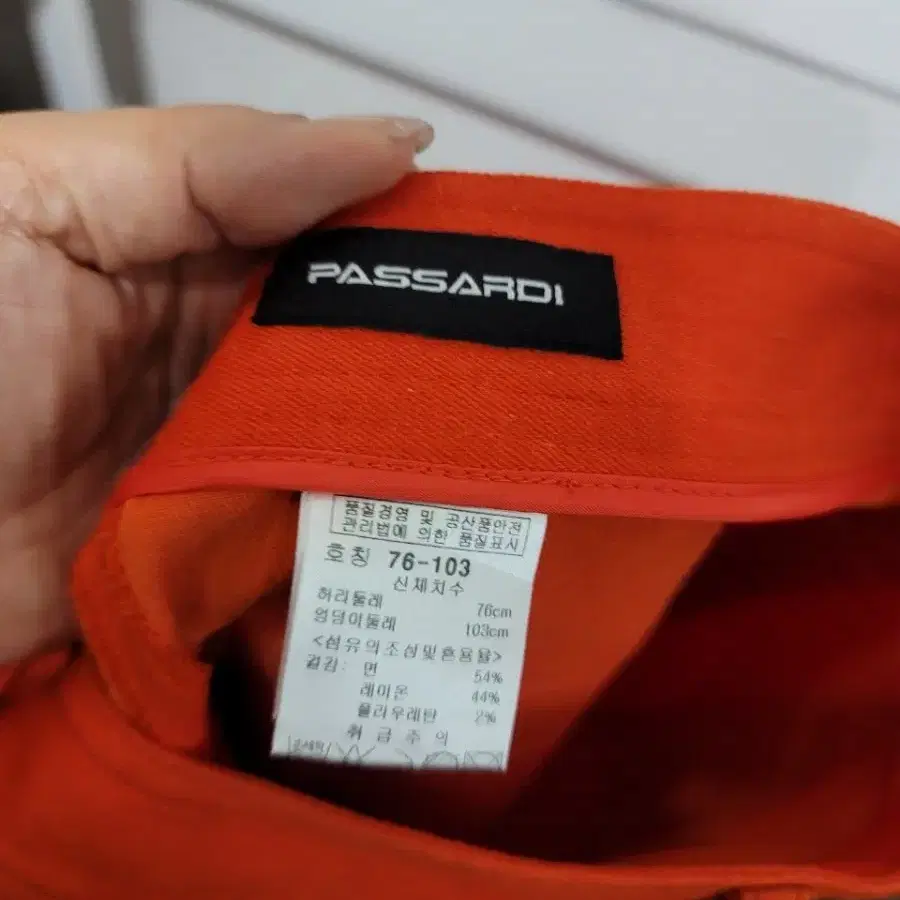 PASSARDI
품질경영 및 공산품안전
관리법에 의한 품질표시
호칭 76-103
신체치수
허리둘레 76cm
엉덩이둘레 103cm
<섬유의조성및혼용율>
겉감: 면 54%
레이온 44%
폴리우레탄 2%
취급주의